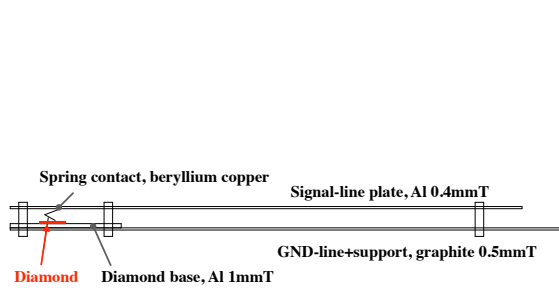 Spring contact, beryllium copper
Signal-line plate, Al 0.4mmT
GND-line+support, graphite 0.5mmT
Diamond
Diamond base, Al 1mmT